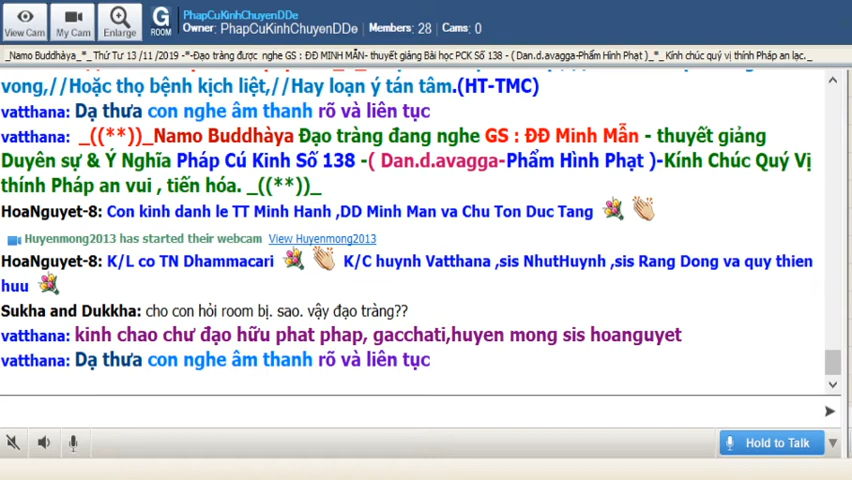 PhapCuKinhChuyenDDe
Owner: PhapCuKinhChuyenDDe Members: 28 Cams: 0
View Cam My Cam Enlarge G ROOM
_Namo Buddhàya_*_ Thứ Tư 13 /11 /2019 -*-Đạo tràng được nghe GS : ĐĐ MINH MẪN- thuyết giảng Bài học PCK Số 138 - ( Dan.d.avagga-Phẩm Hình Phạt )_*_ Kính chúc quý vị thính Pháp an lạc._
vong,//Hoặc thọ bệnh kịch liệt,//Hay loạn ý tán tâm.(HT-TMC)
vatthana: Dạ thưa con nghe âm thanh rõ và liên tục
vatthana: _((**))_Namo Buddhàya Đạo tràng đang nghe GS : ĐĐ Minh Mẫn - thuyết giảng
Duyên sự & Ý Nghĩa Pháp Cú Kinh Số 138 -( Dan.d.avagga-Phẩm Hình Phạt )-Kính Chúc Quý Vị
thính Pháp an vui , tiến hóa. _((**))_
HoaNguyet-8: Con kinh danh le TT Minh Hanh ,DD Minh Man va Chu Ton Duc Tang
Huyenmong2013 has started their webcam View Huyenmong2013
HoaNguyet-8: K/L co TN Dhammacari K/C huynh Vatthana ,sis NhutHuynh ,sis Rang Dong va quy thien
huu
Sukha and Dukkha: cho con hỏi room bị. sao. vậy đạo tràng??
vatthana: kinh chao chư đạo hữu phat phap, gacchati,huyen mong sis hoanguyet
vatthana: Dạ thưa con nghe âm thanh rõ và liên tục
Hold to Talk